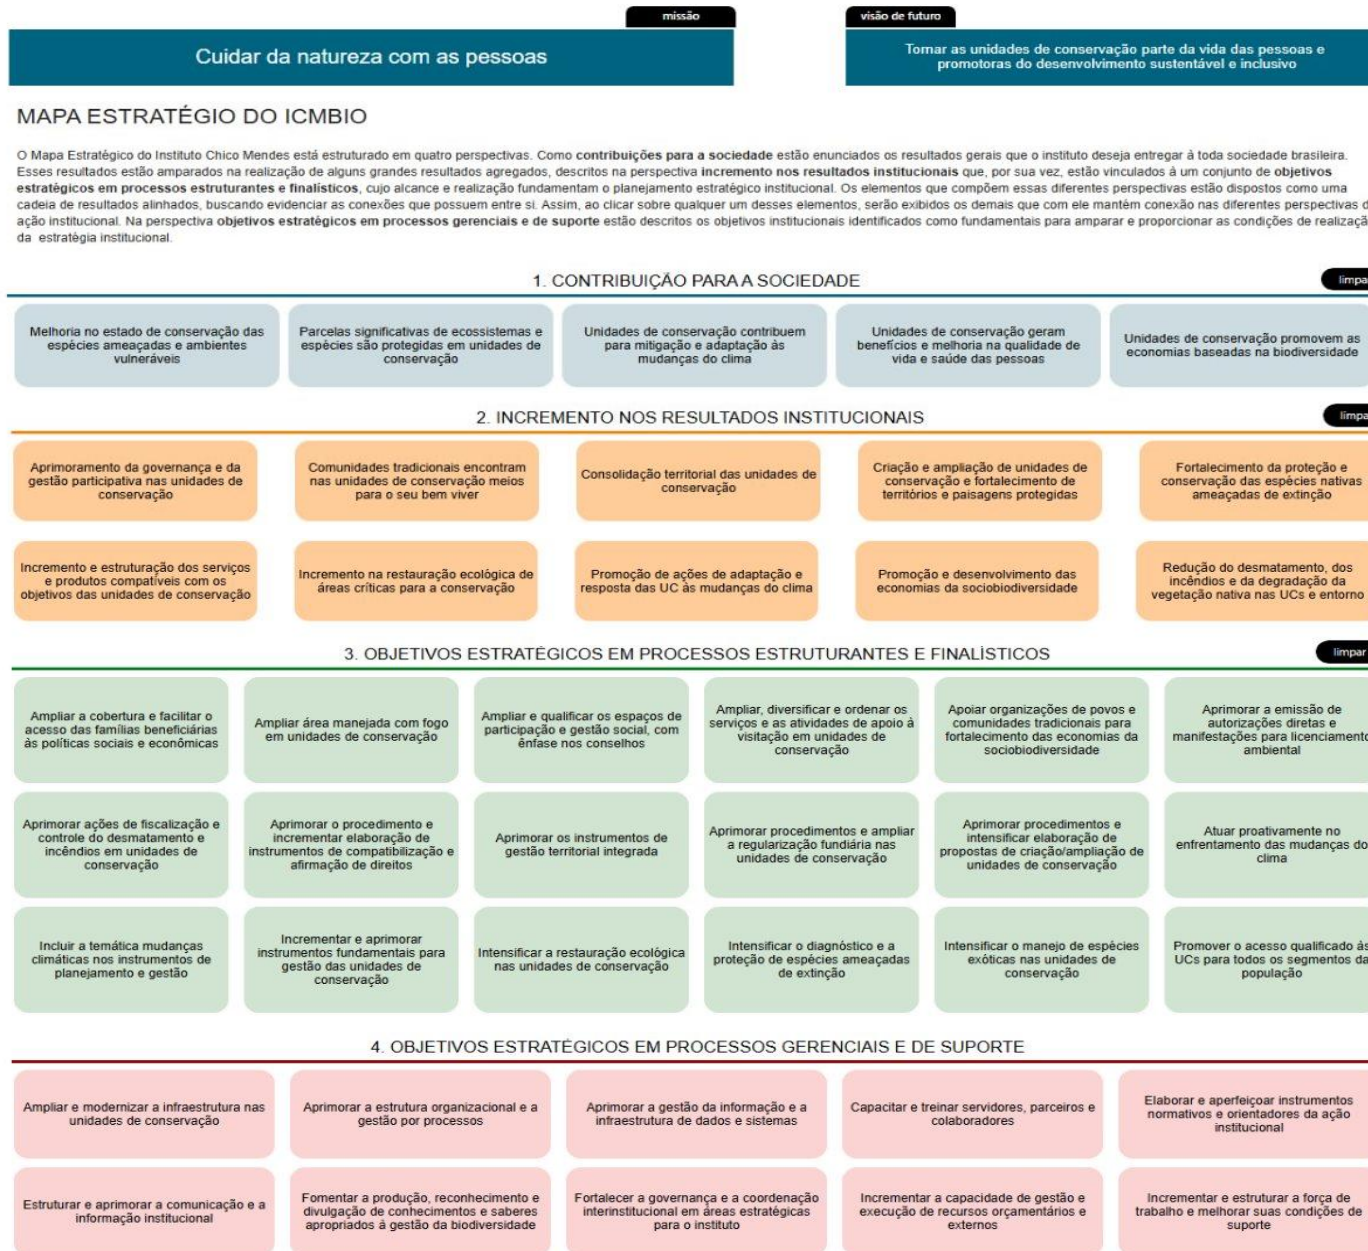 missão
visão de futuro
Cuidar da natureza com as pessoas
Tornar as unidades de conservação parte da vida das pessoas e
promotoras do desenvolvimento sustentável e inclusivo
MAPA ESTRATÉGIO DO ICMBIO
O Mapa Estratégico do Instituto Chico Mendes está estruturado em quatro perspectivas. Como contribuições para a sociedade estão enunciados os resultados gerais que o instituto deseja entregar à toda sociedade brasileira.
Esses resultados estão amparados na realização de alguns grandes resultados agregados, descritos na perspectiva incremento nos resultados institucionais que, por sua vez, estão vinculados à um conjunto de objetivos
estratégicos em processos estruturantes e finalísticos, cujo alcance e realização fundamentam o planejamento estratégico institucional. Os elementos que compõem essas diferentes perspectivas estão dispostos como uma
cadeia de resultados alinhados, buscando evidenciar as conexões que possuem entre si. Assim, ao clicar sobre qualquer um desses elementos, serão exibidos os demais que com ele mantém conexão nas diferentes perspectivas d
ação institucional. Na perspectiva objetivos estratégicos em processos gerenciais e de suporte estão descritos os objetivos institucionais identificados como fundamentais para amparar e proporcionar as condições de realizaçã
da estratégia institucional.
1. CONTRIBUIÇÃO PARA A SOCIEDADE
limpa
Melhoria no estado de conservação das
espécies ameaçadas e ambientes
vulneráveis
Parcelas significativas de ecossistemas e
espécies são protegidas em unidades de
conservação
Unidades de conservação contribuem
para mitigação e adaptação às
mudanças do clima
Unidades de conservação geram
benefícios e melhoria na qualidade de
vida e saúde das pessoas
Unidades de conservação promovem as
economias baseadas na biodiversidade
2. INCREMENTO NOS RESULTADOS INSTITUCIONAIS
limpa
Aprimoramento da governança e da
gestão participativa nas unidades de
conservação
Comunidades tradicionais encontram
nas unidades de conservação meios
para o seu bem viver
Consolidação territorial das unidades de
conservação
Criação e ampliação de unidades de
conservação e fortalecimento de
territórios e paisagens protegidas
Fortalecimento da proteção e
conservação das espécies nativas
ameaçadas de extinção
Incremento e estruturação dos serviços
e produtos compatíveis com os
objetivos das unidades de conservação
Incremento na restauração ecológica de
áreas críticas para a conservação
Promoção de ações de adaptação e
resposta das UC às mudanças do clima
Promoção e desenvolvimento das
economias da sociobiodiversidade
Redução do desmatamento, dos
incêndios e da degradação da
vegetação nativa nas UCs e entorno
3. OBJETIVOS ESTRATÉGICOS EM PROCESSOS ESTRUTURANTES E FINALÍSTICOS
limpar
Ampliar a cobertura e facilitar o
acesso das famílias beneficiárias
às políticas sociais e econômicas
Ampliar área manejada com fogo
em unidades de conservação
Ampliar e qualificar os espaços de
participação e gestão social, com
ênfase nos conselhos
Ampliar, diversificar e ordenar os
serviços e as atividades de apoio à
visitação em unidades de
conservação
Apoiar organizações de povos e
comunidades tradicionais para
fortalecimento das economias da
sociobiodiversidade
Aprimorar a emissão de
autorizações diretas e
manifestações para licenciamento
ambiental
Aprimorar ações de fiscalização e
controle do desmatamento e
incêndios em unidades de
conservação
Aprimorar o procedimento e
incrementar elaboração de
instrumentos de compatibilização e
afirmação de direitos
Aprimorar os instrumentos de
gestão territorial integrada
Aprimorar procedimentos e ampliar
a regularização fundiária nas
unidades de conservação
Aprimorar procedimentos e
intensificar elaboração de
propostas de criação/ampliação de
unidades de conservação
Atuar proativamente no
enfrentamento das mudanças do
clima
Incluir a temática mudanças
climáticas nos instrumentos de
planejamento e gestão
Incrementar e aprimorar
instrumentos fundamentais para
gestão das unidades de
conservação
Intensificar a restauração ecológica
nas unidades de conservação
Intensificar o diagnóstico e a
proteção de espécies ameaçadas
de extinção
Intensificar o manejo de espécies
exóticas nas unidades de
conservação
Promover o acesso qualificado às
UCs para todos os segmentos da
população
4. OBJETIVOS ESTRATÉGICOS EM PROCESSOS GERENCIAIS E DE SUPORTE
Ampliar e modernizar a infraestrutura nas
unidades de conservação
Aprimorar a estrutura organizacional e a
gestão por processos
Aprimorar a gestão da informação e a
infraestrutura de dados e sistemas
Capacitar e treinar servidores, parceiros e
colaboradores
Elaborar e aperfeiçoar instrumentos
normativos e orientadores da ação
institucional
Estruturar e aprimorar a comunicação e a
informação institucional
Fomentar a produção, reconhecimento e
divulgação de conhecimentos e saberes
apropriados á gestão da biodiversidade
Fortalecer a governança e a coordenação
interinstitucional em áreas estratégicas
para o instituto
Incrementar a capacidade de gestão e
execução de recursos orçamentários e
externos
Incrementar e estruturar a força de
trabalho e melhorar suas condições de
suporte